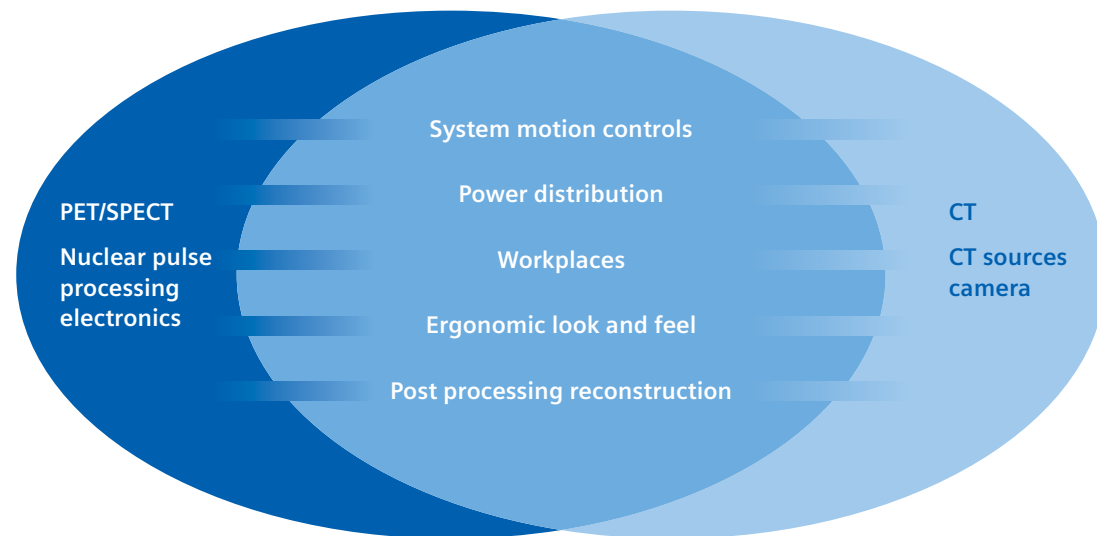 PET/SPECT
Nuclear pulse
processing
electronics
System motion controls
Power distribution
Workplaces
Ergonomic look and feel
Post processing reconstruction
CT
CT sources
camera